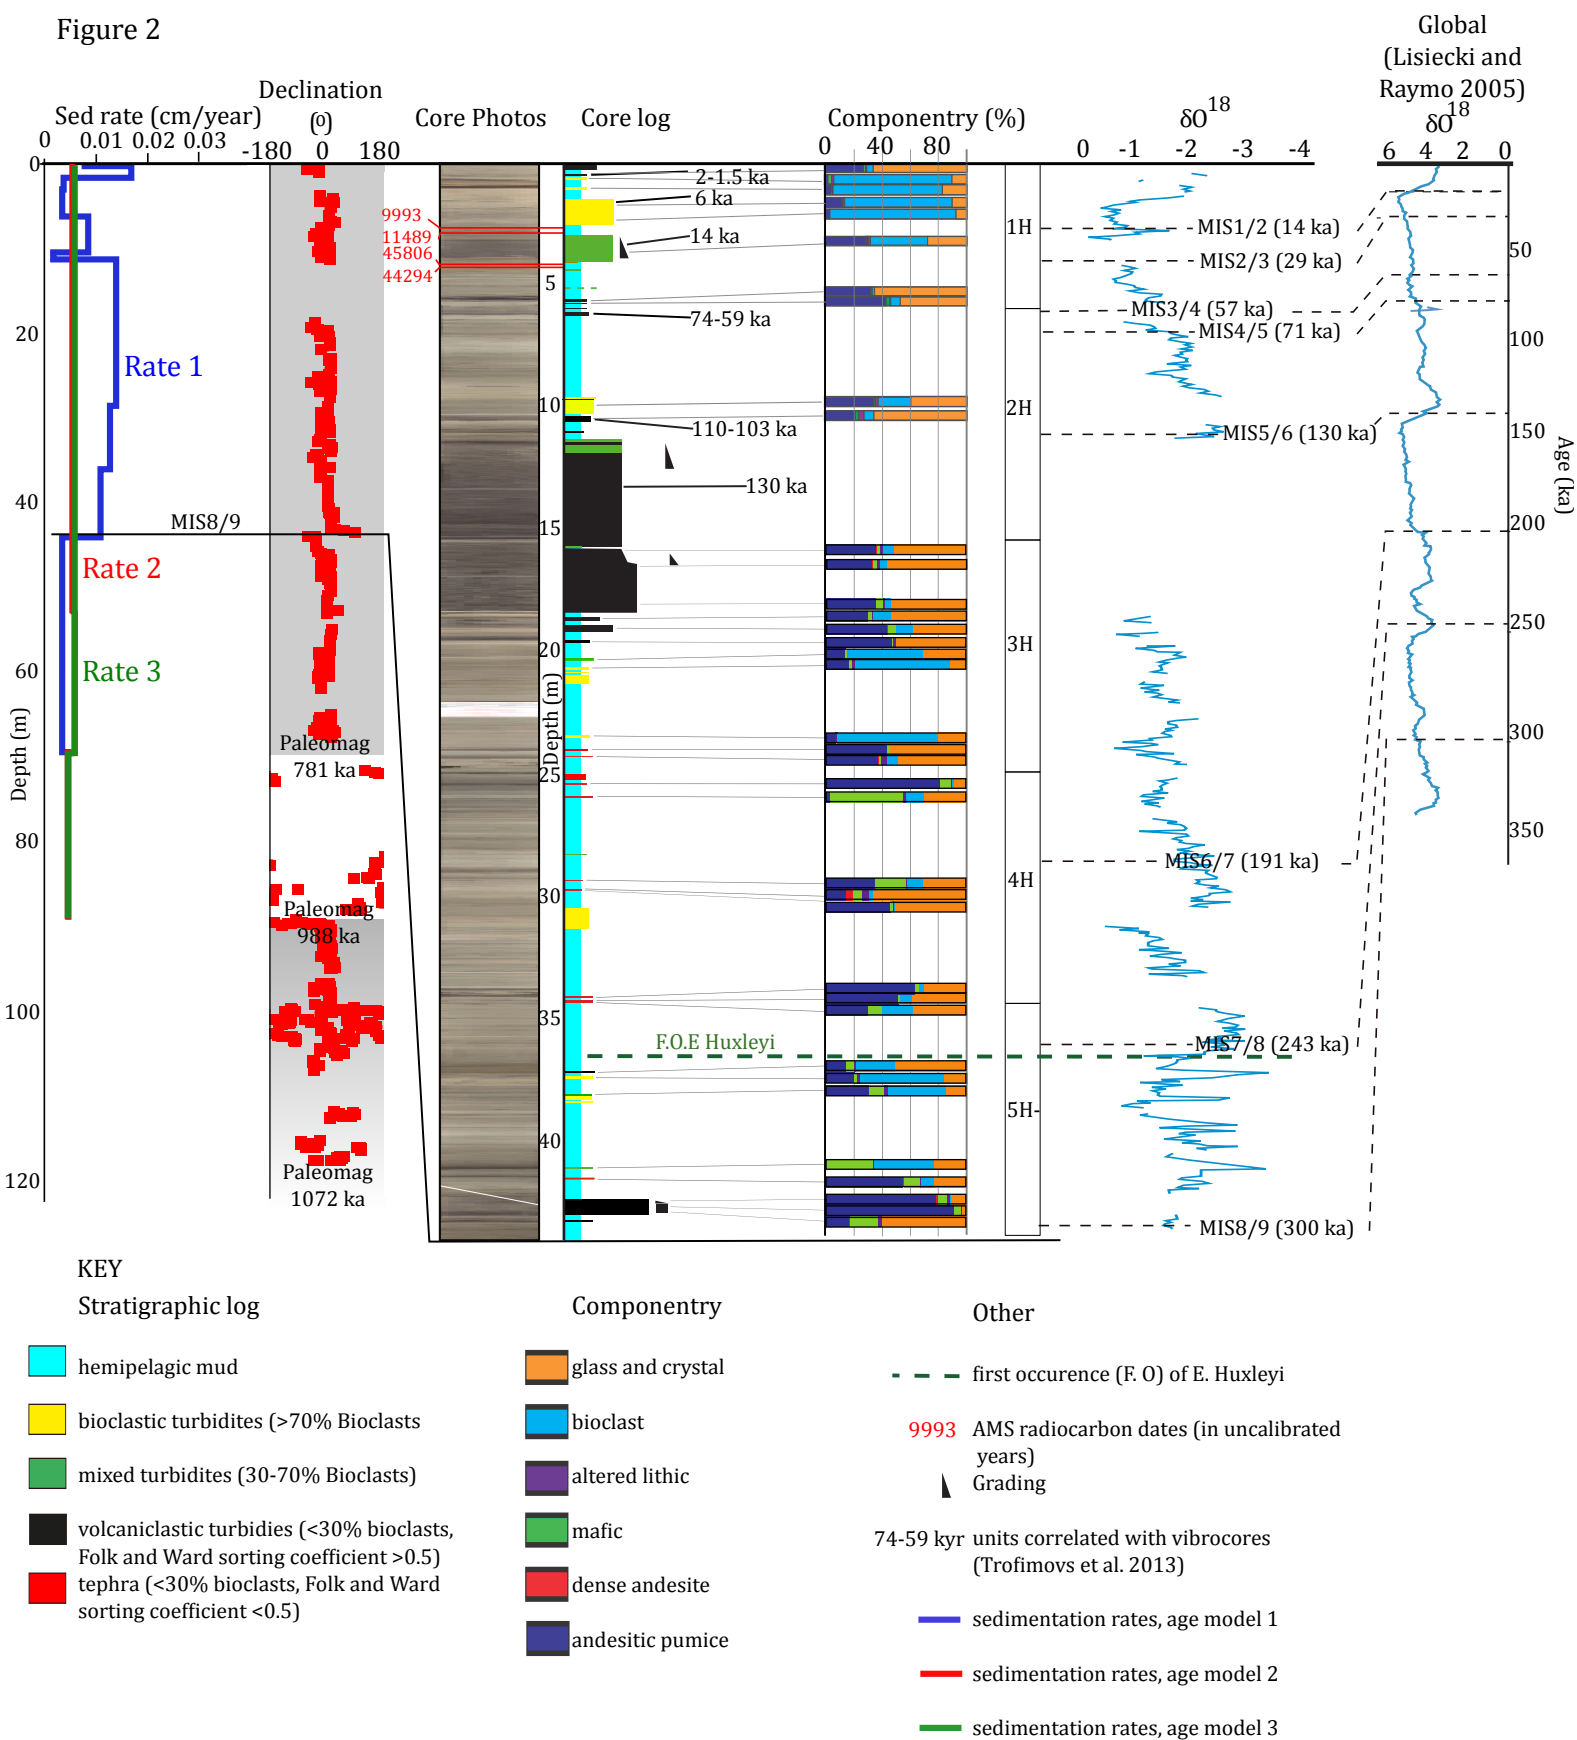 Figure 2
Global
(Lisiecki and
Raymo 2005)
δO18
6 4 2 0
Declination
(º)
-180 0 180
Sed rate (cm/year)
0 0.01 0.02 0.03
Core Photos
Core log
Componentry (%)
0 40 80
δO18
0 -1 -2 -3 -4
0
20
40
60
80
100
120
Depth (m)
Rate 1
Rate 2
Rate 3
MIS8/9
Paleomag
781 ka
Paleomag
988 ka
Paleomag
1072 ka
9993
11489
45806
44294
5
10
15
20
25
30
35
40
Depth (m)
2-1.5 ka
6 ka
14 ka
74-59 ka
110-103 ka
130 ka
F.O.E Huxleyi
1H
2H
3H
4H
5H
MIS1/2 (14 ka)
MIS2/3 (29 ka)
MIS3/4 (57 ka)
MIS4/5 (71 ka)
MIS5/6 (130 ka)
MIS6/7 (191 ka)
MIS7/8 (243 ka)
MIS8/9 (300 ka)
50
100
150
200
250
300
350
Age (ka)
KEY
Stratigraphic log
hemipelagic mud
bioclastic turbidites (>70% Bioclasts
mixed turbidites (30-70% Bioclasts)
volcaniclastic turbidies (<30% bioclasts,
Folk and Ward sorting coefficient >0.5)
tephra (<30% bioclasts, Folk and Ward
sorting coefficient <0.5)
Componentry
glass and crystal
bioclast
altered lithic
mafic
dense andesite
andesitic pumice
Other
first occurence (F. O) of E. Huxleyi
9993 AMS radiocarbon dates (in uncalibrated
years)
Grading
74-59 kyr units correlated with vibrocores
(Trofimovs et al. 2013)
sedimentation rates, age model 1
sedimentation rates, age model 2
sedimentation rates, age model 3